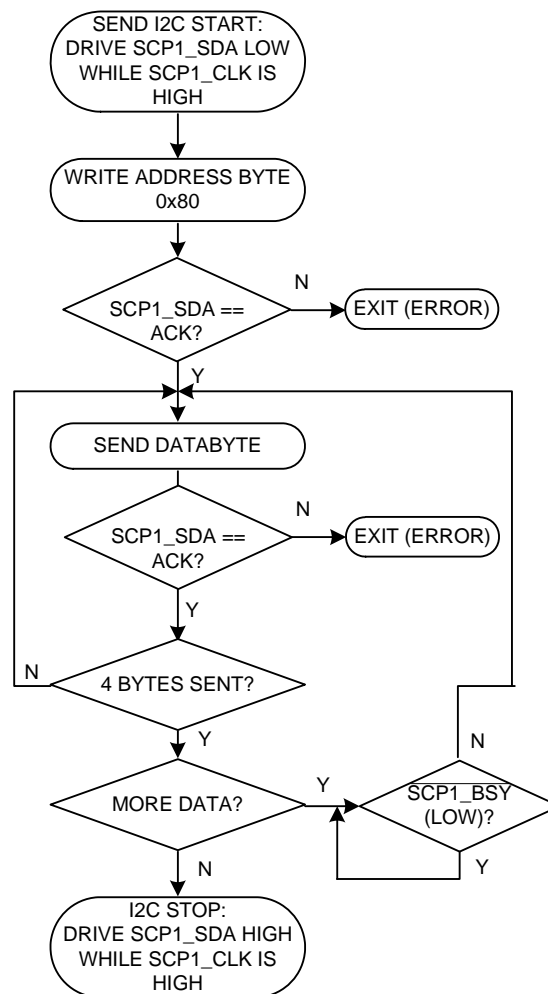 SEND I2C START:
DRIVE SCP1_SDA LOW
WHILE SCP1_CLK IS
HIGH
WRITE ADDRESS BYTE
0x80
N
SCP1_SDA ==
ACK?
EXIT (ERROR)
Y
SEND DATABYTE
N
SCP1_SDA ==
ACK?
EXIT (ERROR)
Y
N
4 BYTES SENT?
Y
N
MORE DATA?
Y
SCP1_BSY
(LOW)?
Y
N
I2C STOP:
DRIVE SCP1_SDA HIGH
WHILE SCP1_CLK IS
HIGH